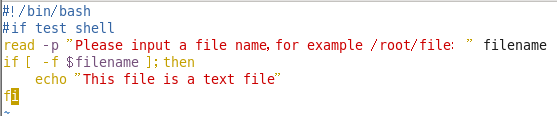 #!/bin/bash
#if test shell
read -p "Please input a file name, for example /root/file: " filename
if [ -f $filename ]; then
    echo "This file is a text file"
fi
~